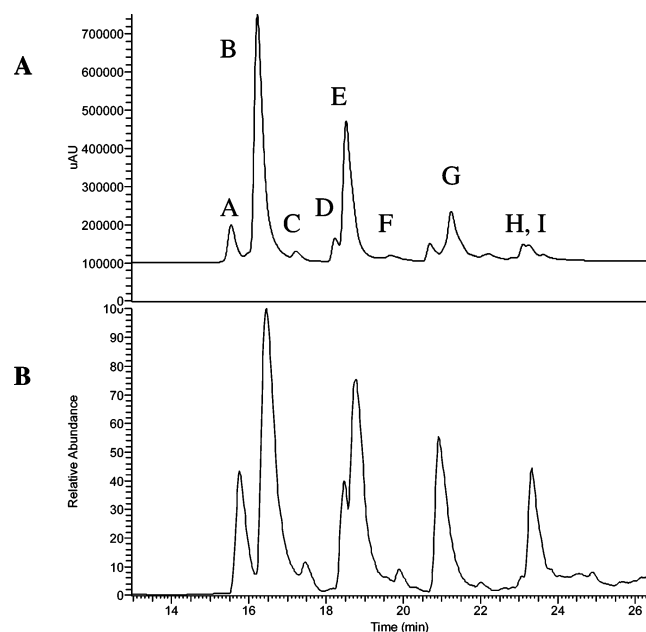 A
700000
B
600000
E
500000
uAU
400000
300000
G
A
D
200000
C
F
H, I
100000
0
B
100
90
80
70
Relative Abundance
60
50
40
30
20
10
0
14 16 18 20 22 24 26
Time (min)